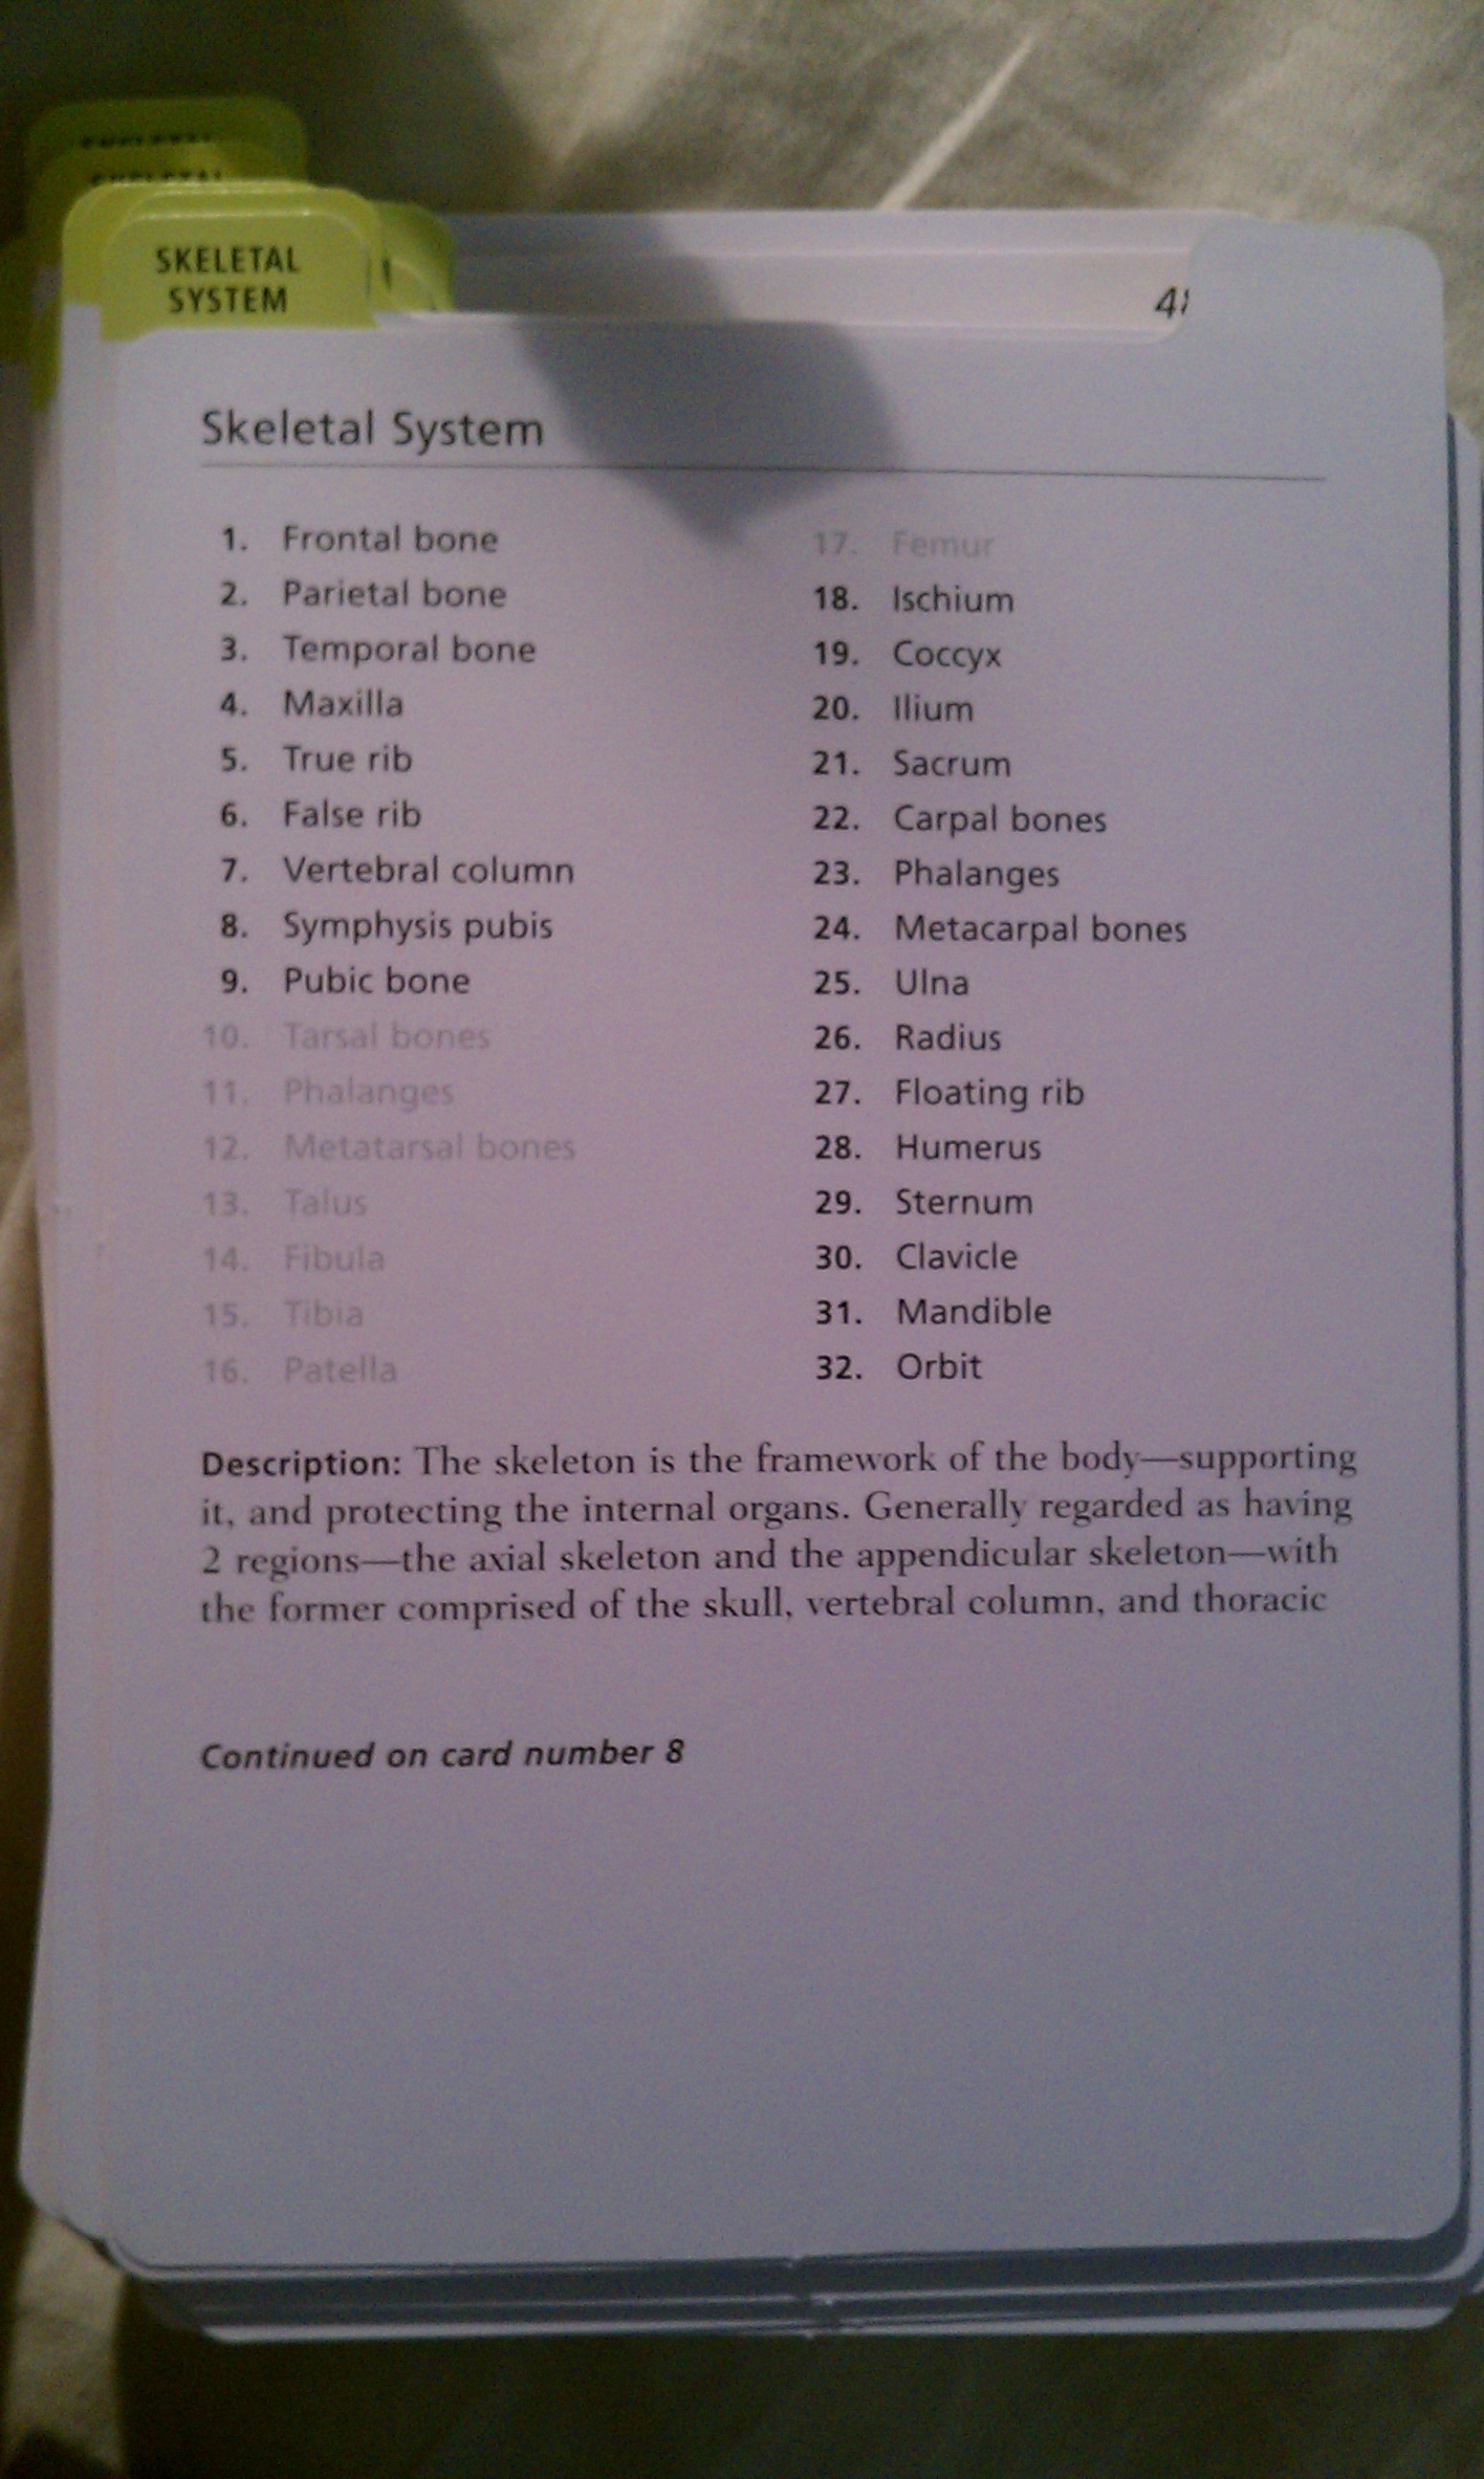 SKELETAL
SYSTEM
Skeletal System
1. Frontal bone
2. Parietal bone
3. Temporal bone
4. Maxilla
5. True rib
6. False rib
7. Vertebral column
8. Symphysis pubis
9. Pubic bone
10. Tarsal bones
11. Phalanges
12. Metatarsal bones
13. Talus
14. Fibula
15. Tibia
16. Patella
17. Femur
18. Ischium
19. Coccyx
20. Ilium
21. Sacrum
22. Carpal bones
23. Phalanges
24. Metacarpal bones
25. Ulna
26. Radius
27. Floating rib
28. Humerus
29. Sternum
30. Clavicle
31. Mandible
32. Orbit
Description: The skeleton is the framework of the body—supporting
it, and protecting the internal organs. Generally regarded as having
2 regions—the axial skeleton and the appendicular skeleton—with
the former comprised of the skull, vertebral column, and thoracic
Continued on card number 8